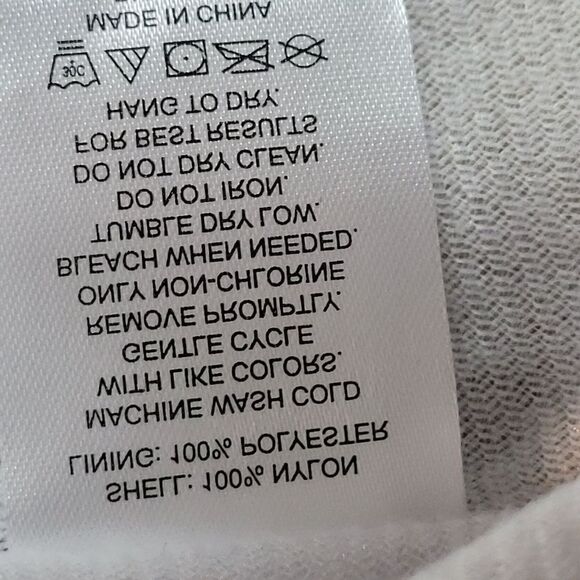 SHELL: 100% NYLON
LINING: 100% POLYESTER
MACHINE WASH COLD
WITH LIKE COLORS.
GENTLE CYCLE
REMOVE PROMPTLY.
ONLY NON-CHLORINE
BLEACH WHEN NEEDED.
TUMBLE DRY LOW.
DO NOT IRON.
DO NOT DRY CLEAN.
FOR BEST RESULTS
HANG TO DRY.
30C
MADE IN CHINA